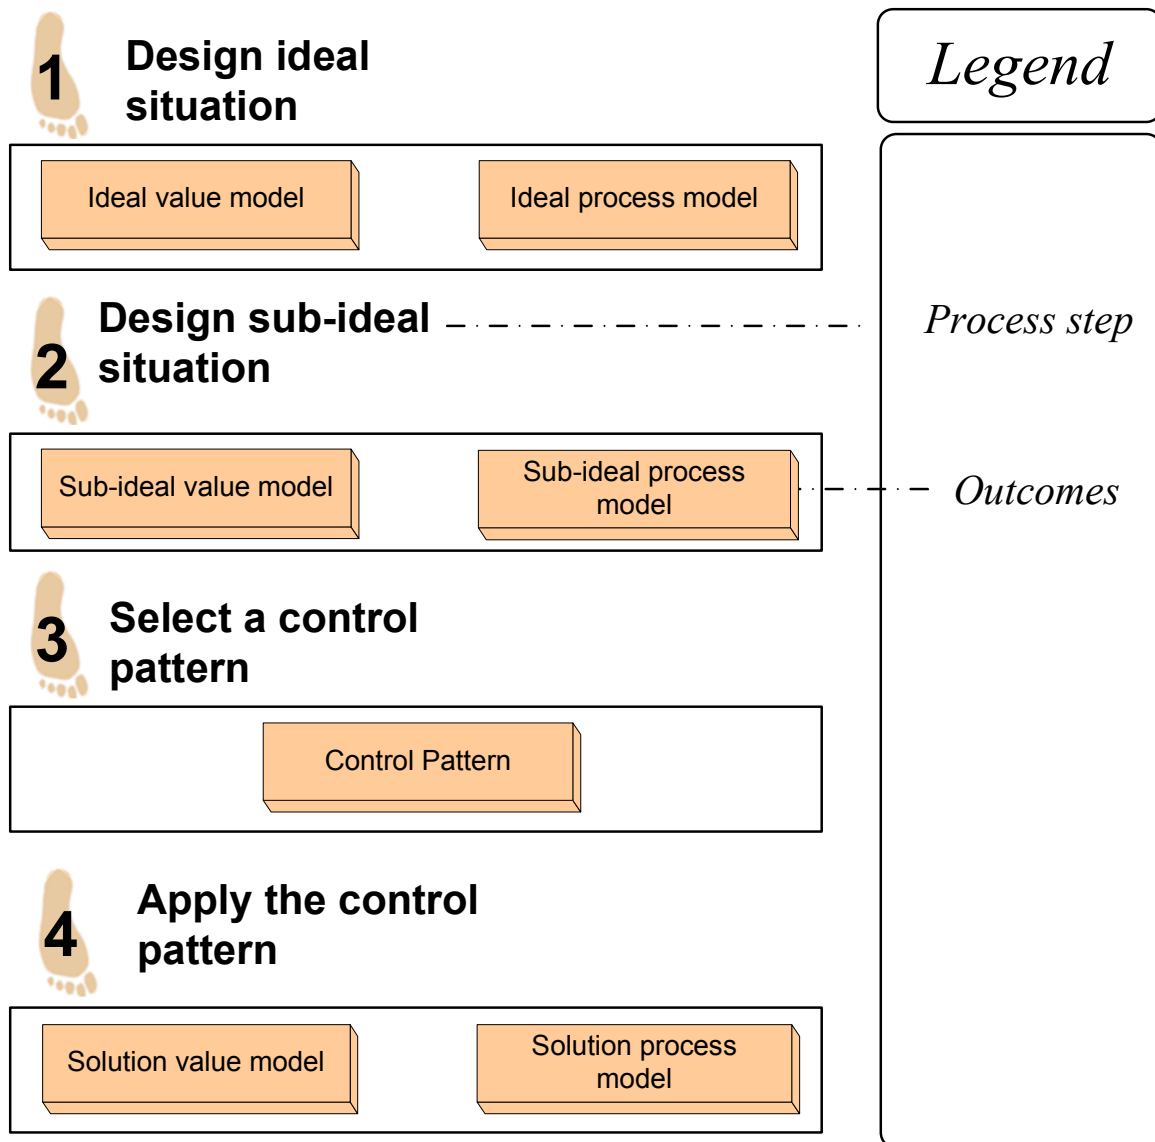 1
Design ideal
situation
Legend
Ideal value model
Ideal process model
2
Design sub-ideal
situation
Process step
Sub-ideal value model
Sub-ideal process
model
Outcomes
3
Select a control
pattern
Control Pattern
4
Apply the control
pattern
Solution value model
Solution process
model